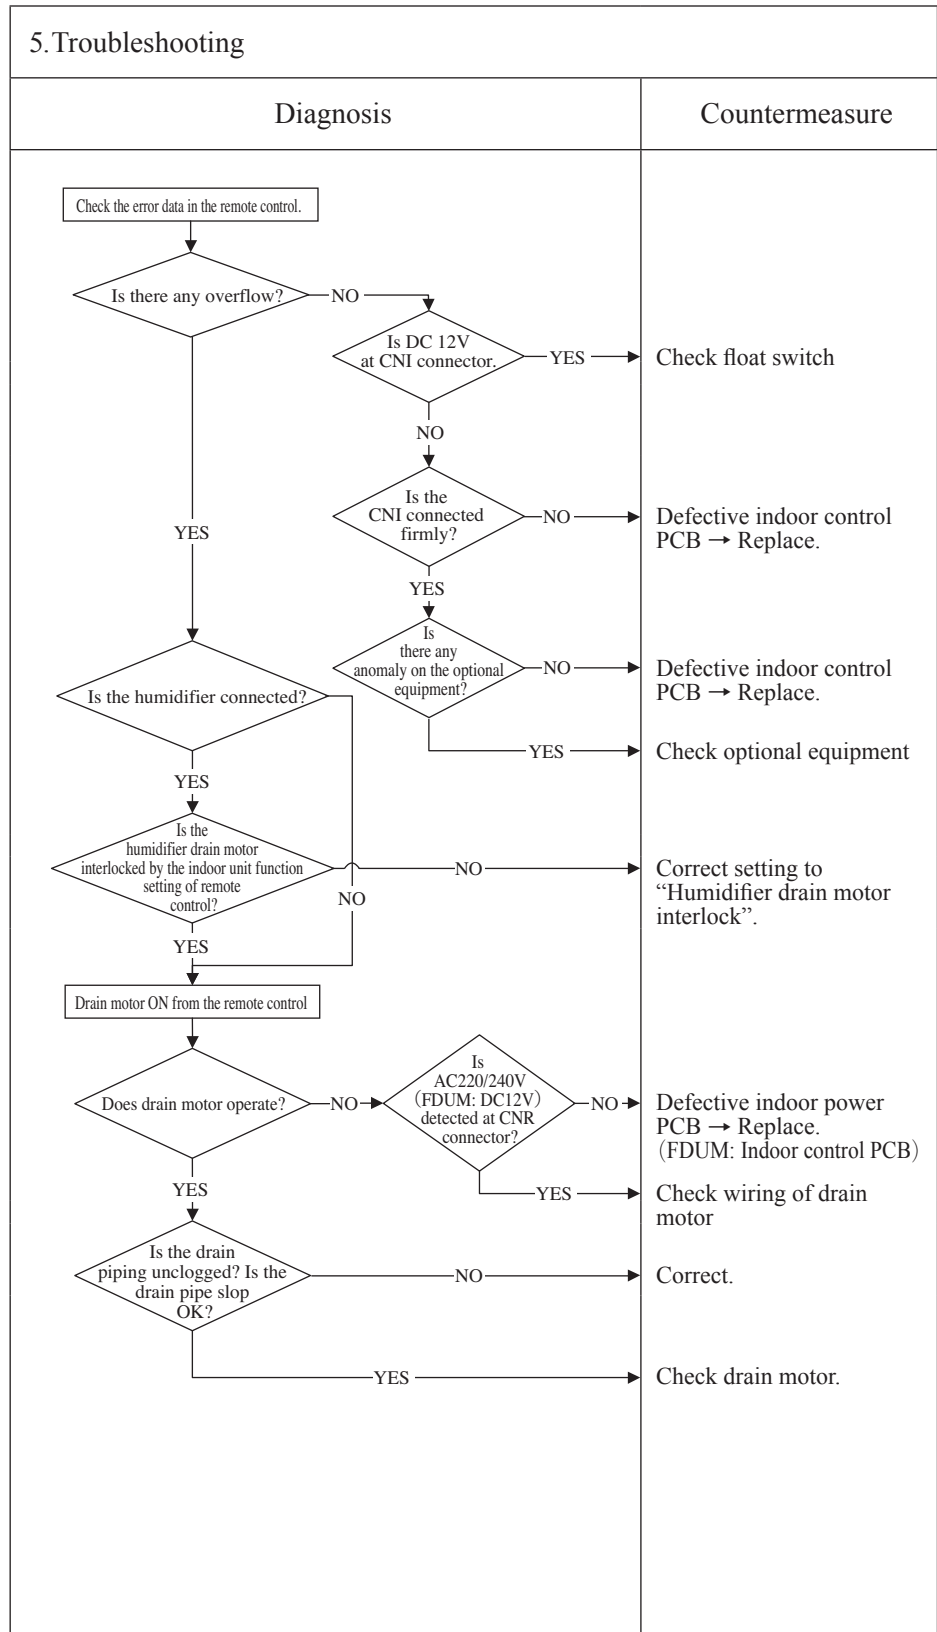 5.Troubleshooting
Diagnosis
Countermeasure
Check the error data in the remote control.
Is there any overflow?
NO
Is DC 12V
at CNI connector.
YES
Check float switch
NO
Is the
CNI connected
firmly?
NO
Defective indoor control
PCB → Replace.
YES
YES
Is
there any
anomaly on the optional
equipment?
NO
Defective indoor control
PCB → Replace.
YES
Check optional equipment
Is the humidifier connected?
YES
NO
Is the
humidifier drain motor
interlocked by the indoor unit function
setting of remote
control?
NO
Correct setting to
“Humidifier drain motor
interlock”.
YES
Drain motor ON from the remote control
Does drain motor operate?
NO
Is
AC220/240V
(FDUM: DC12V)
detected at CNR
connector?
NO
Defective indoor power
PCB → Replace.
(FDUM: Indoor control PCB)
YES
Check wiring of drain
motor
YES
Is the drain
piping unclogged? Is the
drain pipe slop
OK?
NO
Correct.
YES
Check drain motor.